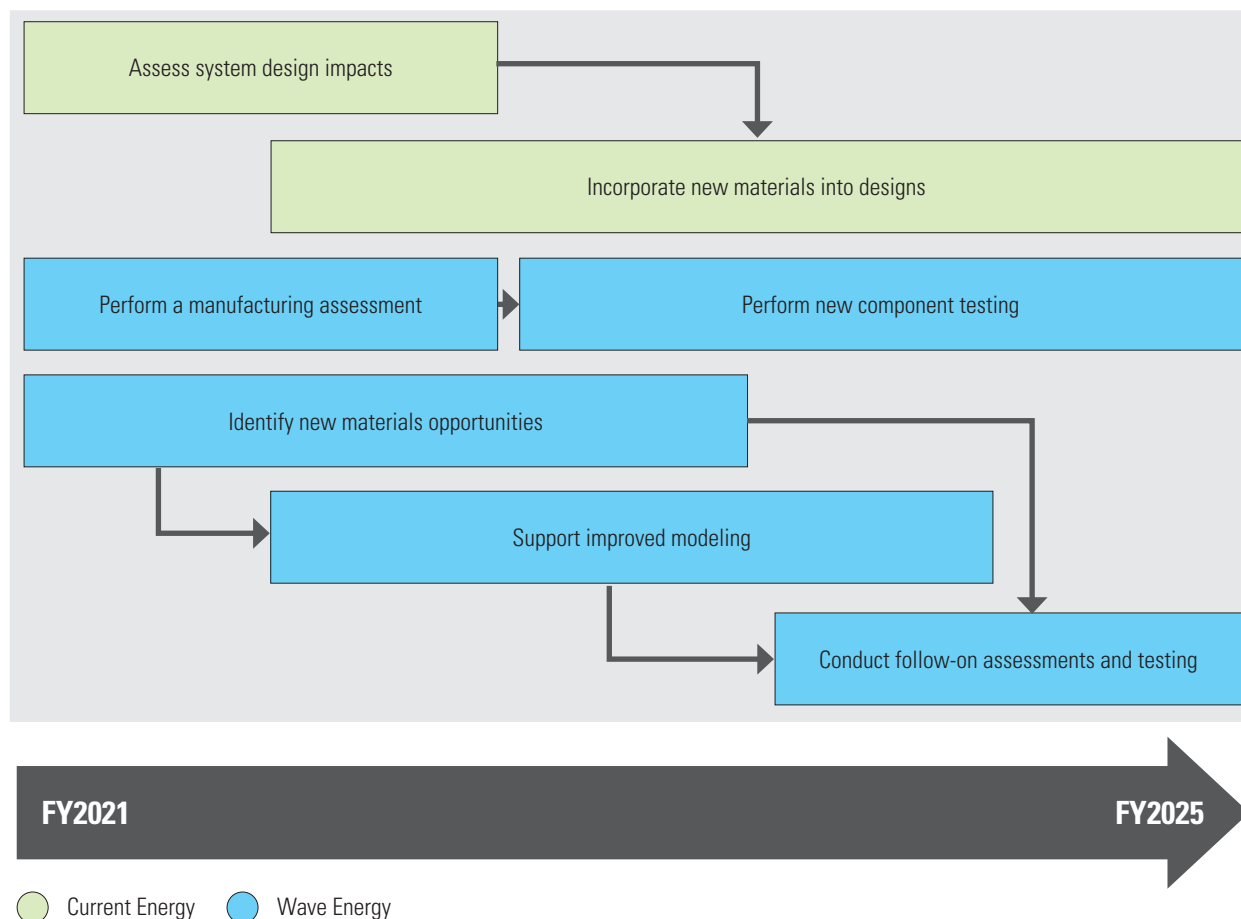 Assess system design impacts
Incorporate new materials into designs
Perform a manufacturing assessment
Perform new component testing
Identify new materials opportunities
Support improved modeling
Conduct follow-on assessments and testing
FY2021
FY2025
Current Energy
Wave Energy